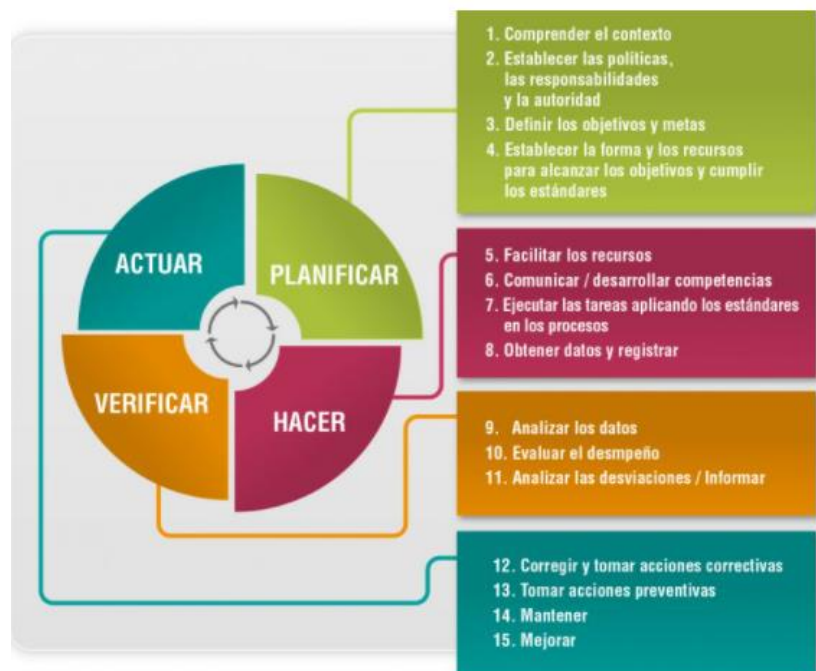 1. Comprender el contexto
2. Establecer las políticas,
las responsabilidades
y la autoridad
3. Definir los objetivos y metas
4. Establecer la forma y los recursos
para alcanzar los objetivos y cumplir
los estándares
ACTUAR
PLANIFICAR
5. Facilitar los recursos
6. Comunicar / desarrollar competencias
7. Ejecutar las tareas aplicando los estándares
en los procesos
8. Obtener datos y registrar
VERIFICAR
HACER
9. Analizar los datos
10. Evaluar el desmpeño
11. Analizar las desviaciones / Informar
12. Corregir y tomar acciones correctivas
13. Tomar acciones preventivas
14. Mantener
15. Mejorar